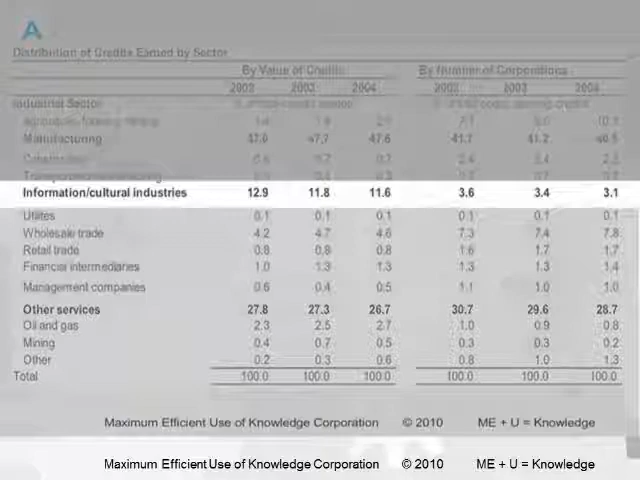 A
Distribution of Credits Earned by Sector
By Value of Credits By Number of Corporations
2002 2003 2004 2002 2003 2004
Industrial Sector
Manufacturing 47.0 47.7 47.6 41.7 41.2 40.5
Information/cultural industries 12.9 11.8 11.6 3.6 3.4 3.1
Utilites 0.1 0.1 0.1 0.1 0.1 0.1
Wholesale trade 4.2 4.7 4.6 7.3 7.4 7.8
Retail trade 0.8 0.8 0.8 1.6 1.7 1.7
Financial intermediaries 1.0 1.3 1.3 1.3 1.3 1.4
Management companies 0.6 0.4 0.5 1.1 1.0 1.0
Other services 27.8 27.3 26.7 30.7 29.6 28.7
Oil and gas 2.3 2.5 2.7 1.0 0.9 0.8
Mining 0.4 0.7 0.5 0.3 0.3 0.2
Other 0.2 0.3 0.6 0.8 1.0 1.3
Total 100.0 100.0 100.0 100.0 100.0 100.0
Maximum Efficient Use of Knowledge Corporation © 2010 ME + U = Knowledge
Maximum Efficient Use of Knowledge Corporation © 2010 ME + U = Knowledge